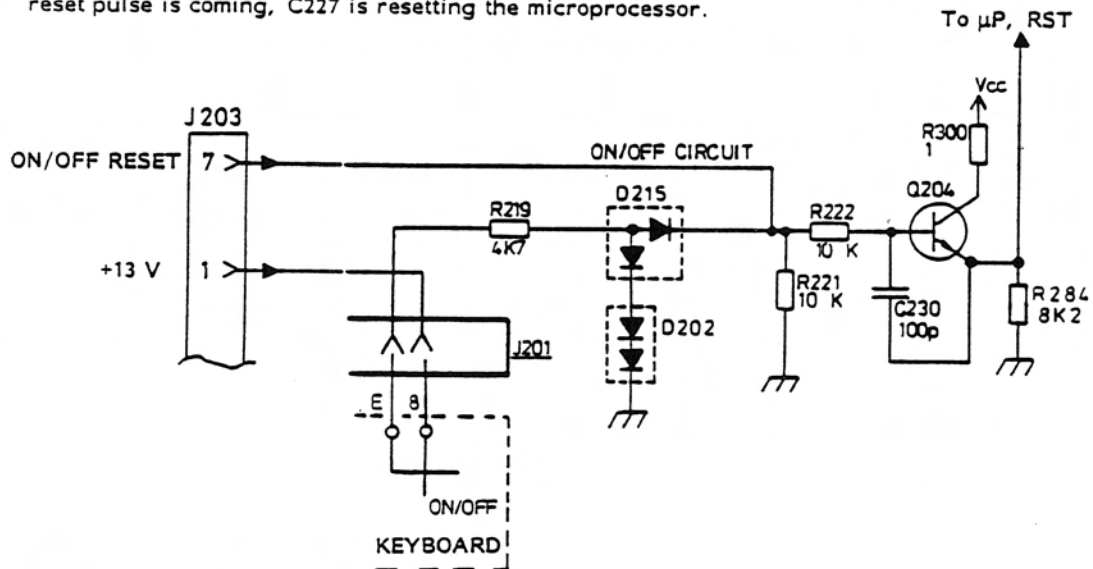 reset pulse is coming, C227 is resetting the microprocessor.
To µP, RST
Vcc
J203
R300
1
ON/OFF RESET 7
ON/OFF CIRCUIT
Q204
D215
R219
4K7
R222
10 K
+13 V 1
R221
10 K
C230
100p
R284
8K2
D202
J201
E 8
ON/OFF
KEYBOARD